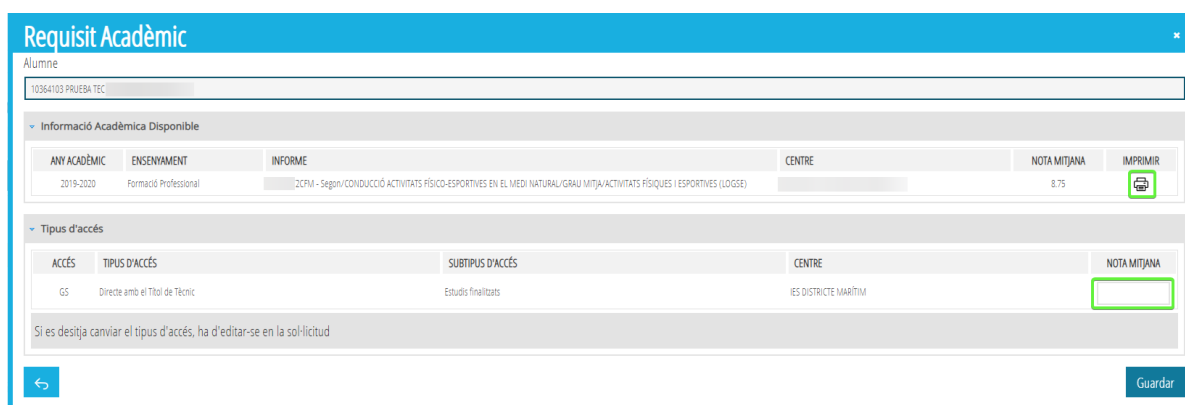 Requisit Acadèmic
Alumne
10364103 PRUEBA TEC
Informació Acadèmica Disponible
ANY ACADÈMIC ENSENYAMENT INFORME CENTRE NOTA MITJANA IMPRIMIR
2019-2020 Formació Professional 2CFM - Segon/CONDUCCIÓ ACTIVITATS FÍSICO-ESPORTIVES EN EL MEDI NATURAL/GRAU MITJA/ACTIVITATS FÍSIQUES I ESPORTIVES (LOGSE) 8.75
Tipus d'accés
ACCÉS TIPUS D'ACCÉS SUBTIPUS D'ACCÉS CENTRE NOTA MITJANA
GS Directe amb el Títol de Tècnic Estudis finalitzats IES DISTRICTE MARÍTIM
Si es desitja canviar el tipus d'accés, ha d'editar-se en la sol·licitud
Guardar